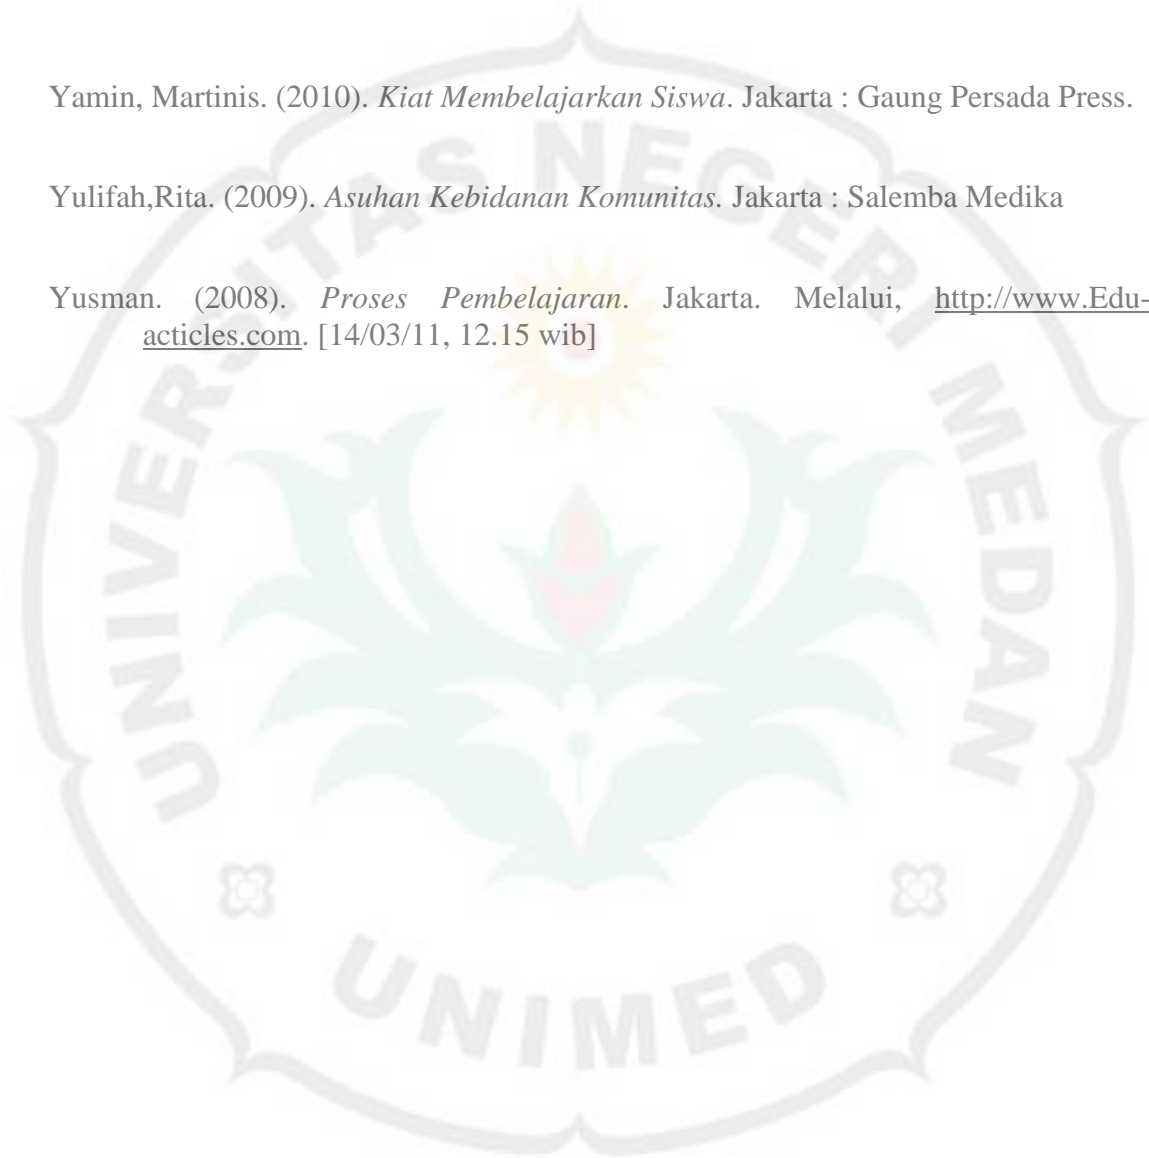 Yamin, Martinis. (2010). Kiat Membelajarkan Siswa. Jakarta : Gaung Persada Press.
Yulifah,Rita. (2009). Asuhan Kebidanan Komunitas. Jakarta : Salemba Medika
Yusman. (2008). Proses Pembelajaran. Jakarta. Melalui, http://www.Edu-
acticles.com. [14/03/11, 12.15 wib]
UNIVERSITAS NEGERI MEDAN
UNIMED